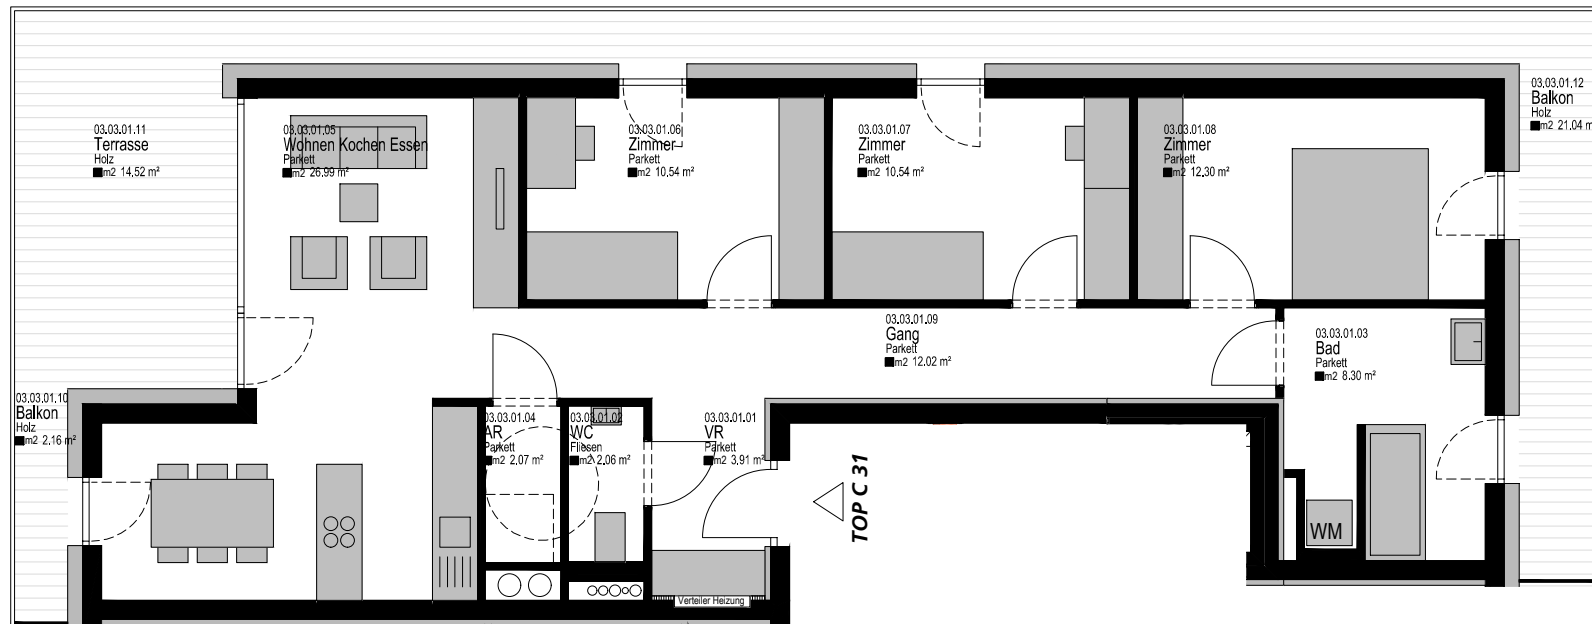 03.03.01.11
Terrasse
Holz
m2 14,52 m²
03.03.01.05
Wohnen Kochen Essen
Parkett
m2 26.99 m²
03.03.01.06
Zimmer
Parkett
m2 10,54 m²
03.03.01.07
Zimmer
Parkett
m2 10,54 m²
03.03.01.08
Zimmer
Parkett
m2 12.30 m²
03.03.01.12
Balkon
Holz
m2 21,04 m
03.03.01.09
Gang
Parkett
m2 12.02 m²
03.03.01.03
Bad
Parkett
m2 8.30 m²
03.03.01.10
Balkon
Holz
m2 2,16 m²
03.03.01.04
AR
Parkett
m2 2,07 m²
03.03.01.02
WC
Fliesen
m2 2,06 m²
03.03.01.01
VR
Parkett
m2 3,91 m²
TOP C 31
WM
Verteiler Heizung